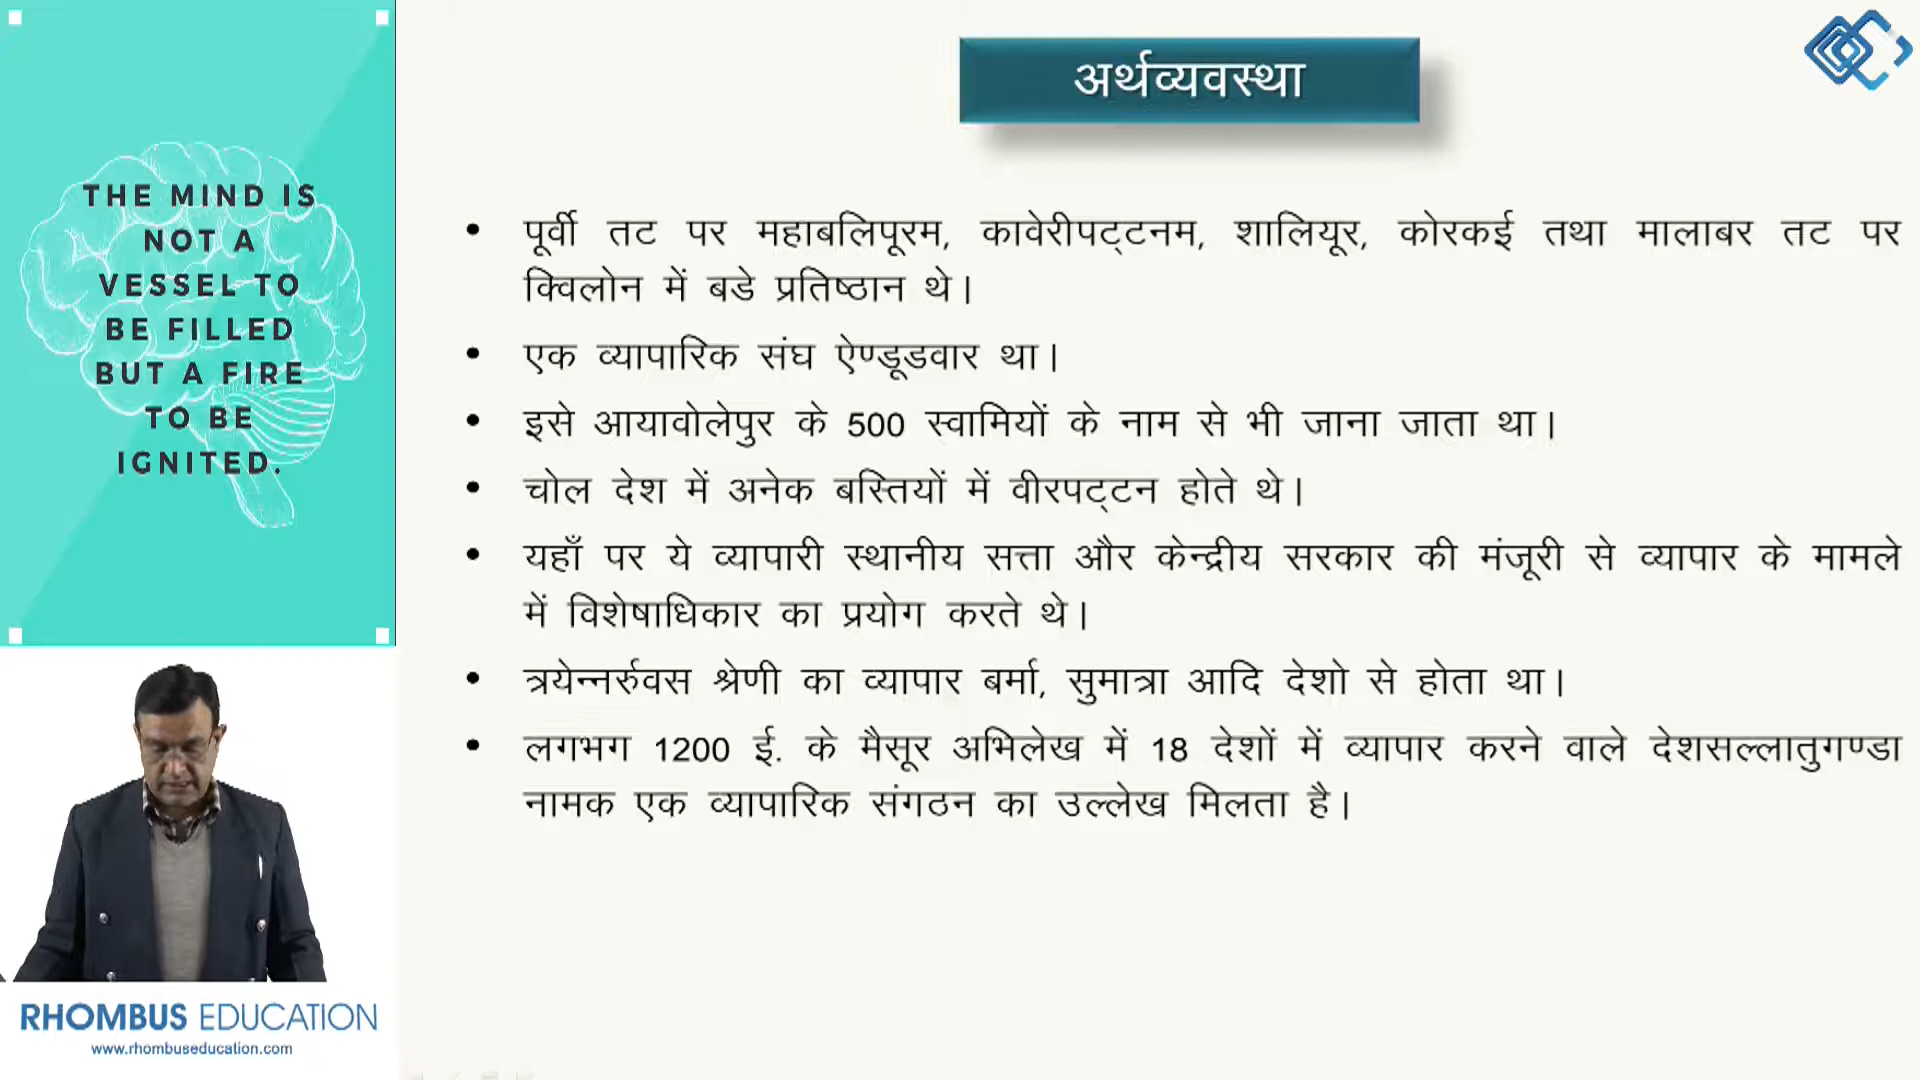 THE MIND IS
NOT A
VESSEL TO
BE FILLED
BUT A FIRE
TO BE
IGNITED.
RHOMBUS EDUCATION
www.rhombuseducation.com
अर्थव्यवस्था
• पूर्वी तट पर महाबलिपूरम, कावेरीपट्टनम, शालियूर, कोरकई तथा मालाबर तट पर
क्विलोन में बडे प्रतिष्ठान थे।
• एक व्यापारिक संघ ऐण्डूडवार था।
• इसे आयावोलेपुर के 500 स्वामियों के नाम से भी जाना जाता था।
• चोल देश में अनेक बस्तियों में वीरपट्टन होते थे।
• यहाँ पर ये व्यापारी स्थानीय सत्ता और केन्द्रीय सरकार की मंजूरी से व्यापार के मामले
में विशेषाधिकार का प्रयोग करते थे।
• त्रयेन्नर्रुवस श्रेणी का व्यापार बर्मा, सुमात्रा आदि देशो से होता था।
• लगभग 1200 ई. के मैसूर अभिलेख में 18 देशों में व्यापार करने वाले देशसल्लातुगण्डा
नामक एक व्यापारिक संगठन का उल्लेख मिलता है।